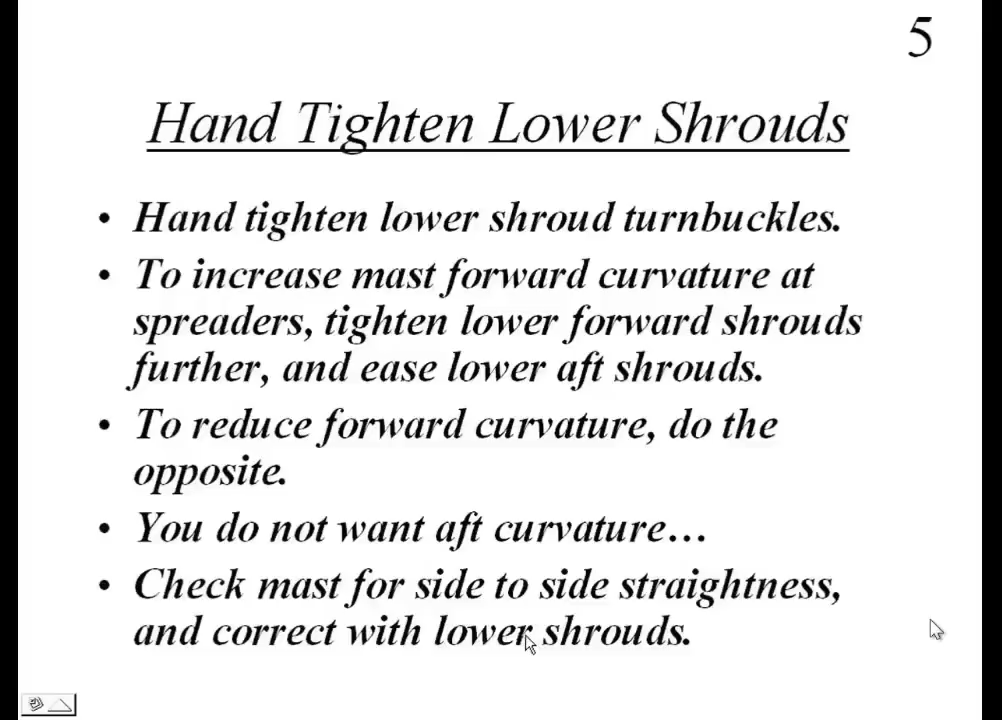 5
Hand Tighten Lower Shrouds
• Hand tighten lower shroud turnbuckles.
• To increase mast forward curvature at
spreaders, tighten lower forward shrouds
further, and ease lower aft shrouds.
• To reduce forward curvature, do the
opposite.
• You do not want aft curvature…
• Check mast for side to side straightness,
and correct with lower shrouds.